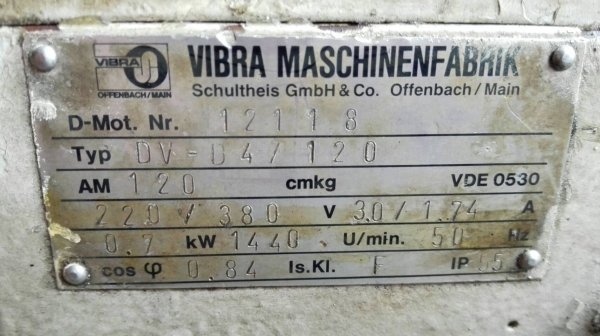 VIBRA
OFFENBACH/MAIN
VIBRA MASCHINENFABRIK
Schultheis GmbH & Co. Offenbach/Main
D-Mot. Nr. 12118
Typ DV-D4/120
AM 120 cmkg VDE 0530
220/380 V 3.0/1.74 A
0.7 kW 1440 U/min. 50 Hz
cos φ 0.84 Is.Kl. F IP 65